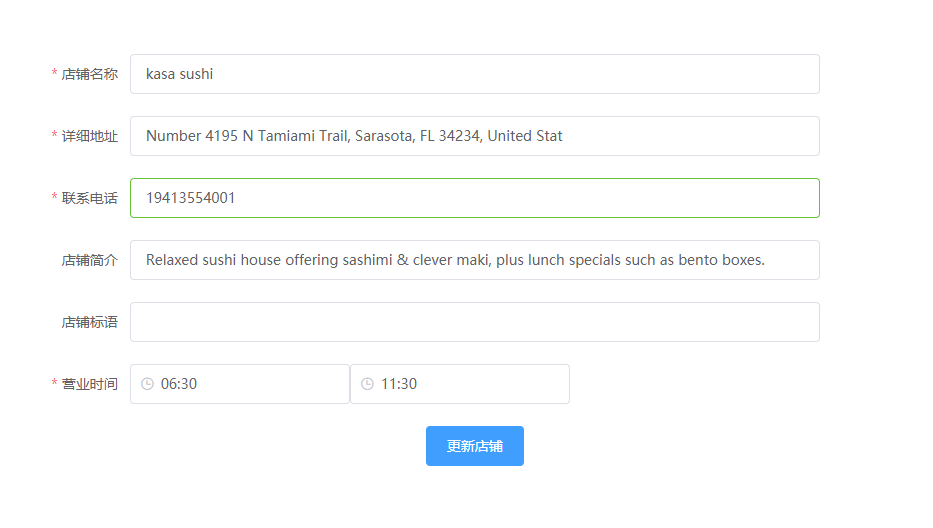 * 店铺名称 kasa sushi
* 详细地址 Number 4195 N Tamiami Trail, Sarasota, FL 34234, United Stat
* 联系电话 19413554001
店铺简介 Relaxed sushi house offering sashimi & clever maki, plus lunch specials such as bento boxes.
店铺标语
* 营业时间 06:30 11:30
更新店铺